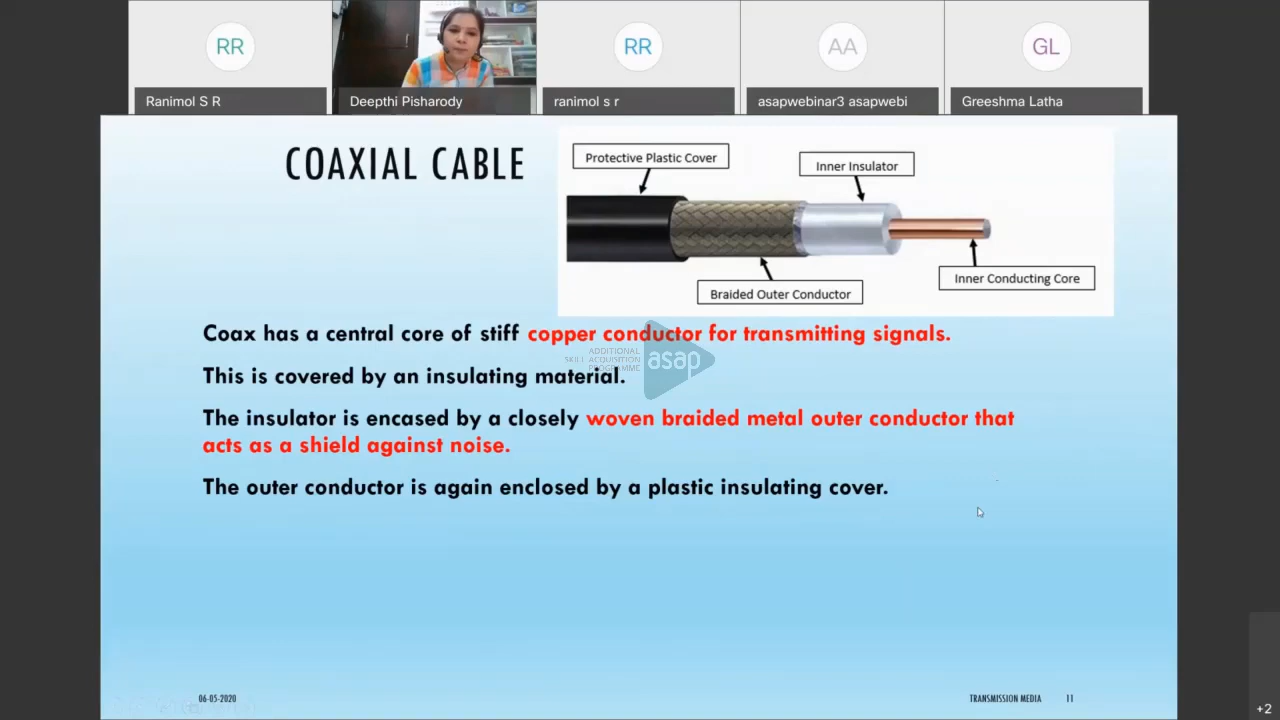 RR
RR
AA
GL
Ranimol S R
Deepthi Pisharody
ranimol s r
asapwebinar3 asapwebi
Greeshma Latha
COAXIAL CABLE
Protective Plastic Cover
Inner Insulator
Braided Outer Conductor
Inner Conducting Core
Coax has a central core of stiff copper conductor for transmitting signals.
ADDITIONAL
SKILL ACQUISITION
PROGRAMME
asap
This is covered by an insulating material.
The insulator is encased by a closely woven braided metal outer conductor that
acts as a shield against noise.
The outer conductor is again enclosed by a plastic insulating cover.
06-05-2020
TRANSMISSION MEDIA
11
+2